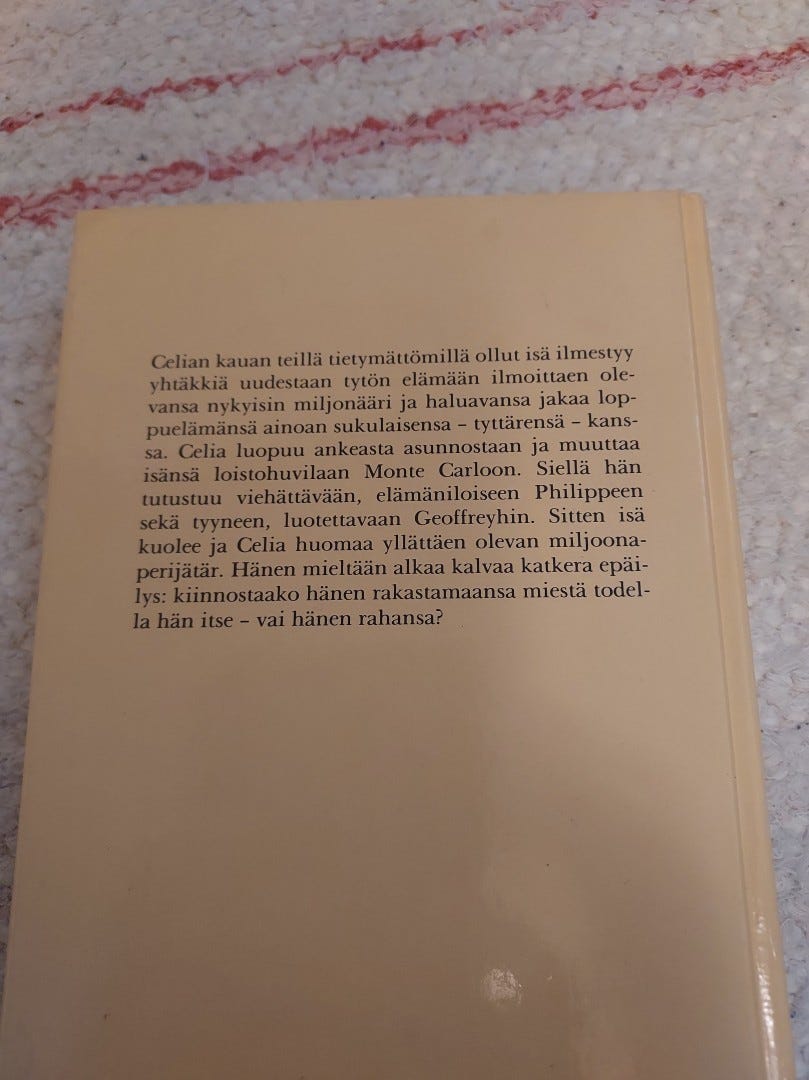 Celian kauan teillä tietymättömillä ollut isä ilmestyy
yhtäkkiä uudestaan tytön elämään ilmoittaen ole-
vansa nykyisin miljonääri ja haluavansa jakaa lop-
puelämänsä ainoan sukulaisensa – tyttärensä – kans-
sa. Celia luopuu ankeasta asunnostaan ja muuttaa
isänsä loistohuvilaan Monte Carloon. Siellä hän
tutustuu viehättävään, elämäniloiseen Philippeen
sekä tyyneen, luotettavaan Geoffreyhin. Sitten isä
kuolee ja Celia huomaa yllättäen olevan miljoona-
perijätär. Hänen mieltään alkaa kalvaa katkera epäi-
lys: kiinnostaako hänen rakastamaansa miestä todel-
la hän itse – vai hänen rahansa?